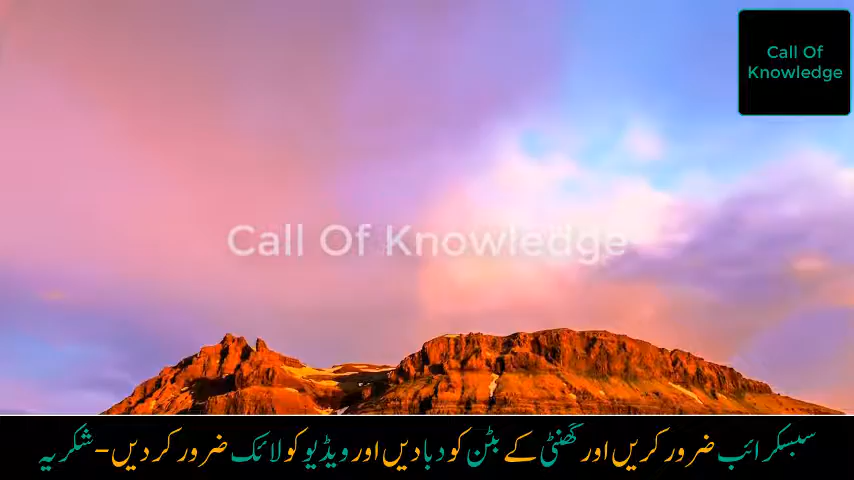 Call Of
Knowledge
Call Of Knowledge
سبسکرائب ضرور کریں اور گھنٹی کے بٹن کو دبا دیں اور ویڈیو کو لائک ضرور کر دیں-شکریہ